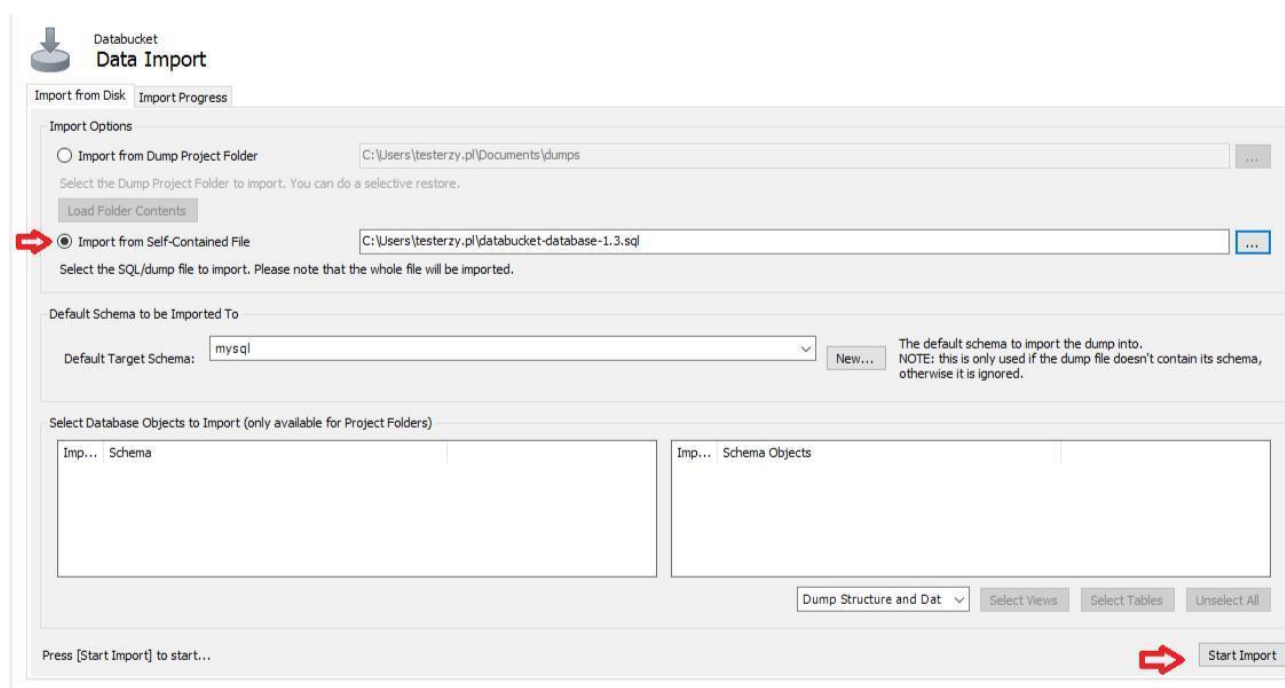 Databucket
Data Import
Import from Disk Import Progress
Import Options
Import from Dump Project Folder C:\Users\testerzy.pl\Documents\dumps ...
Select the Dump Project Folder to import. You can do a selective restore.
Load Folder Contents
Import from Self-Contained File C:\Users\testerzy.pl\databucket-database-1.3.sql ...
Select the SQL/dump file to import. Please note that the whole file will be imported.
Default Schema to be Imported To
Default Target Schema: mysql New...
The default schema to import the dump into.
NOTE: this is only used if the dump file doesn't contain its schema,
otherwise it is ignored.
Select Database Objects to Import (only available for Project Folders)
Imp... Schema Imp... Schema Objects
Dump Structure and Dat Select Views Select Tables Unselect All
Press [Start Import] to start... Start Import